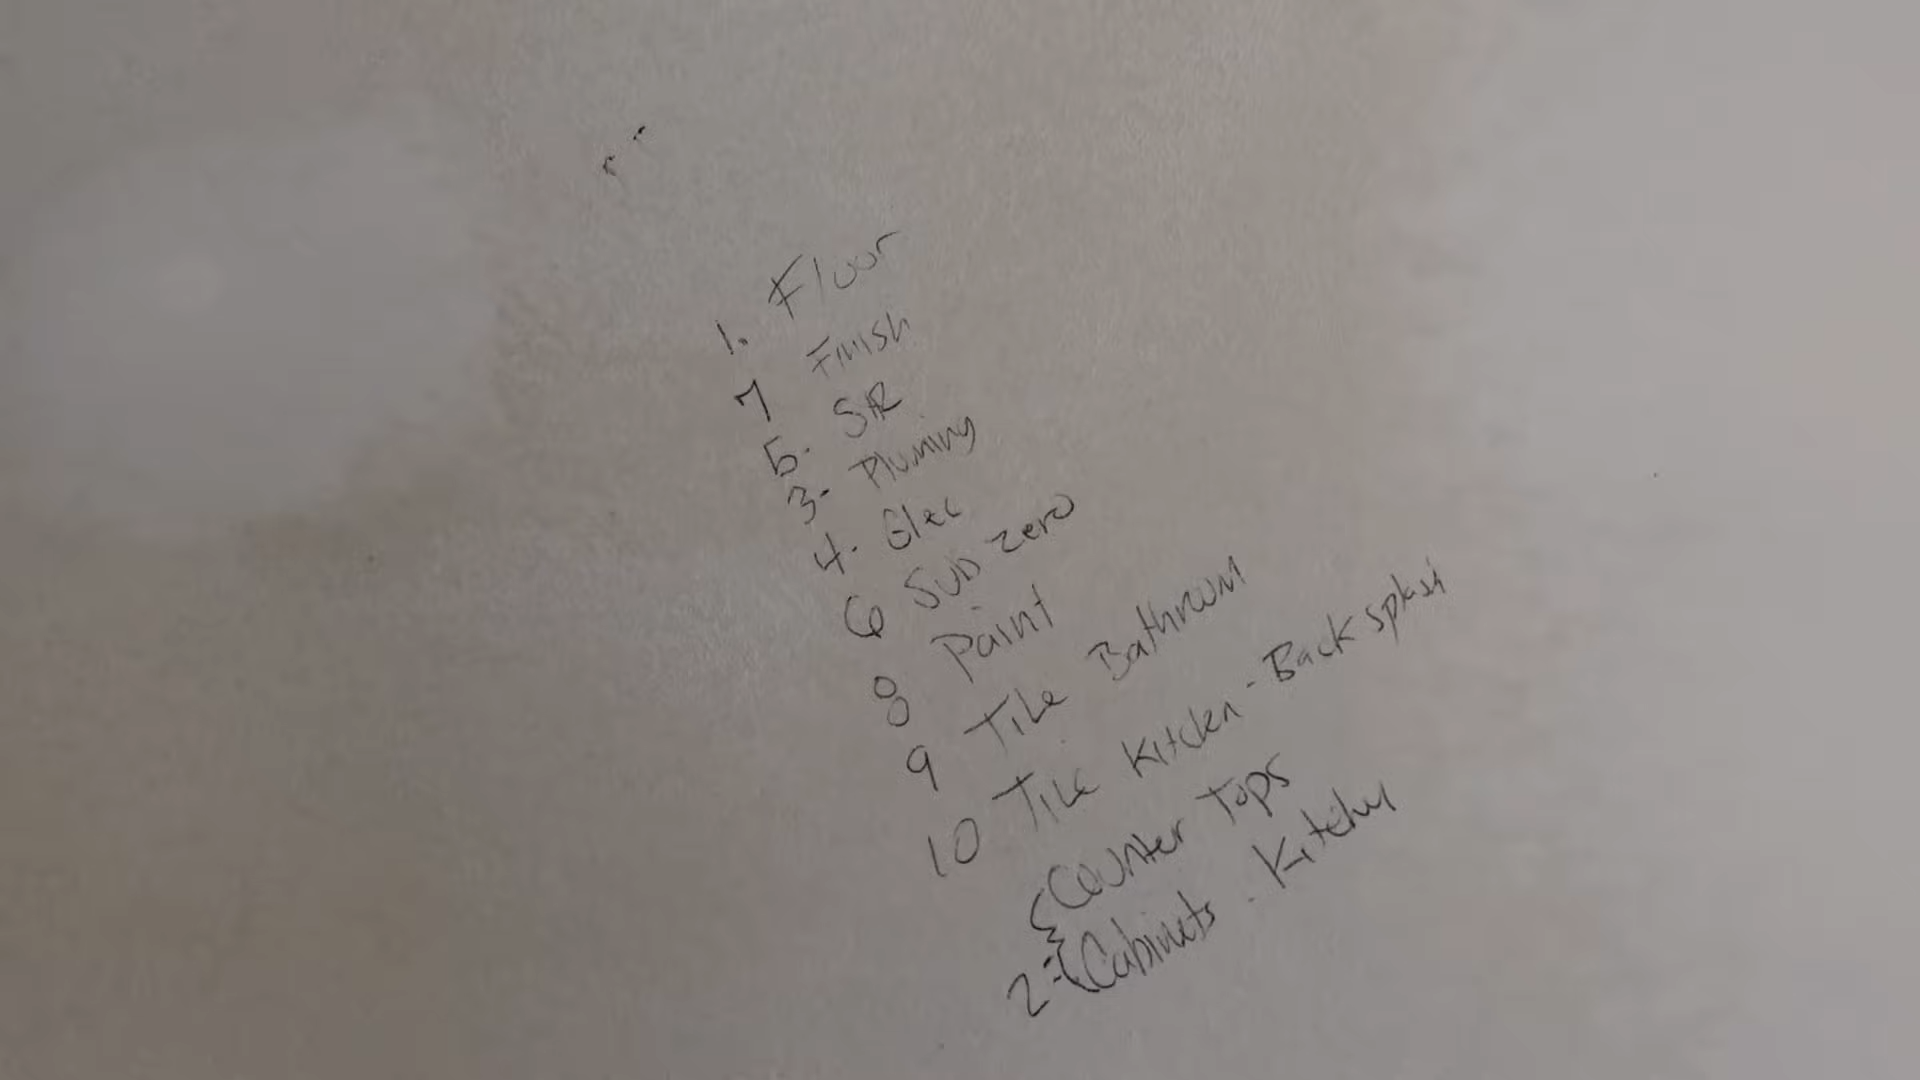 1. Floor
7 Finish
5. SR
3- Pluming
4. Elec
6 Sub zero
8 Paint
9 Tile Bathroom
10 Tile Kitchen - Back splash
Counter Tops
2- Cabinets - Kitchen